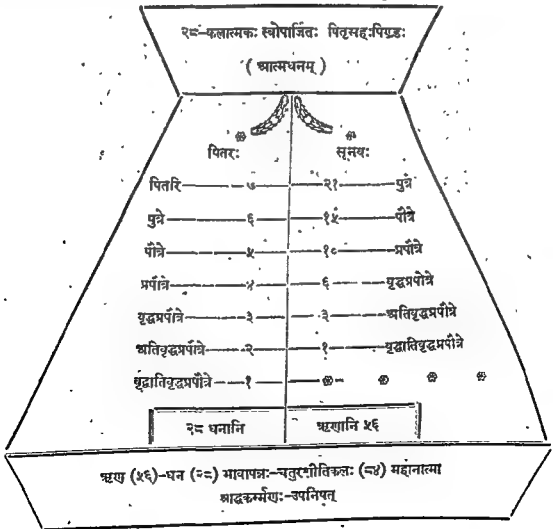 २८-कलात्मकः स्वोपार्जितः पितृसहःपिण्डः
( आत्मधनम् )
पितरः सूनवः
पितरि ७ २१ पुत्रे
पुत्रे ६ १५ पौत्रे
पौत्रे ५ १० प्रपौत्रे
प्रपौत्रे ४ ६ वृद्धप्रपौत्रे
वृद्धप्रपौत्रे ३ ३ अतिवृद्धप्रपौत्रे
अतिवृद्धप्रपौत्रे २ १ वृद्धातिवृद्धप्रपौत्रे
वृद्धातिवृद्धप्रपौत्रे १
२८ धनानि ऋणानि ५६
ऋण (५६)-धन (२८) भावापन्नः-चतुरशीतिकलः (८४) महानात्मा
श्राद्धकर्म्मणः-उपनिषत्